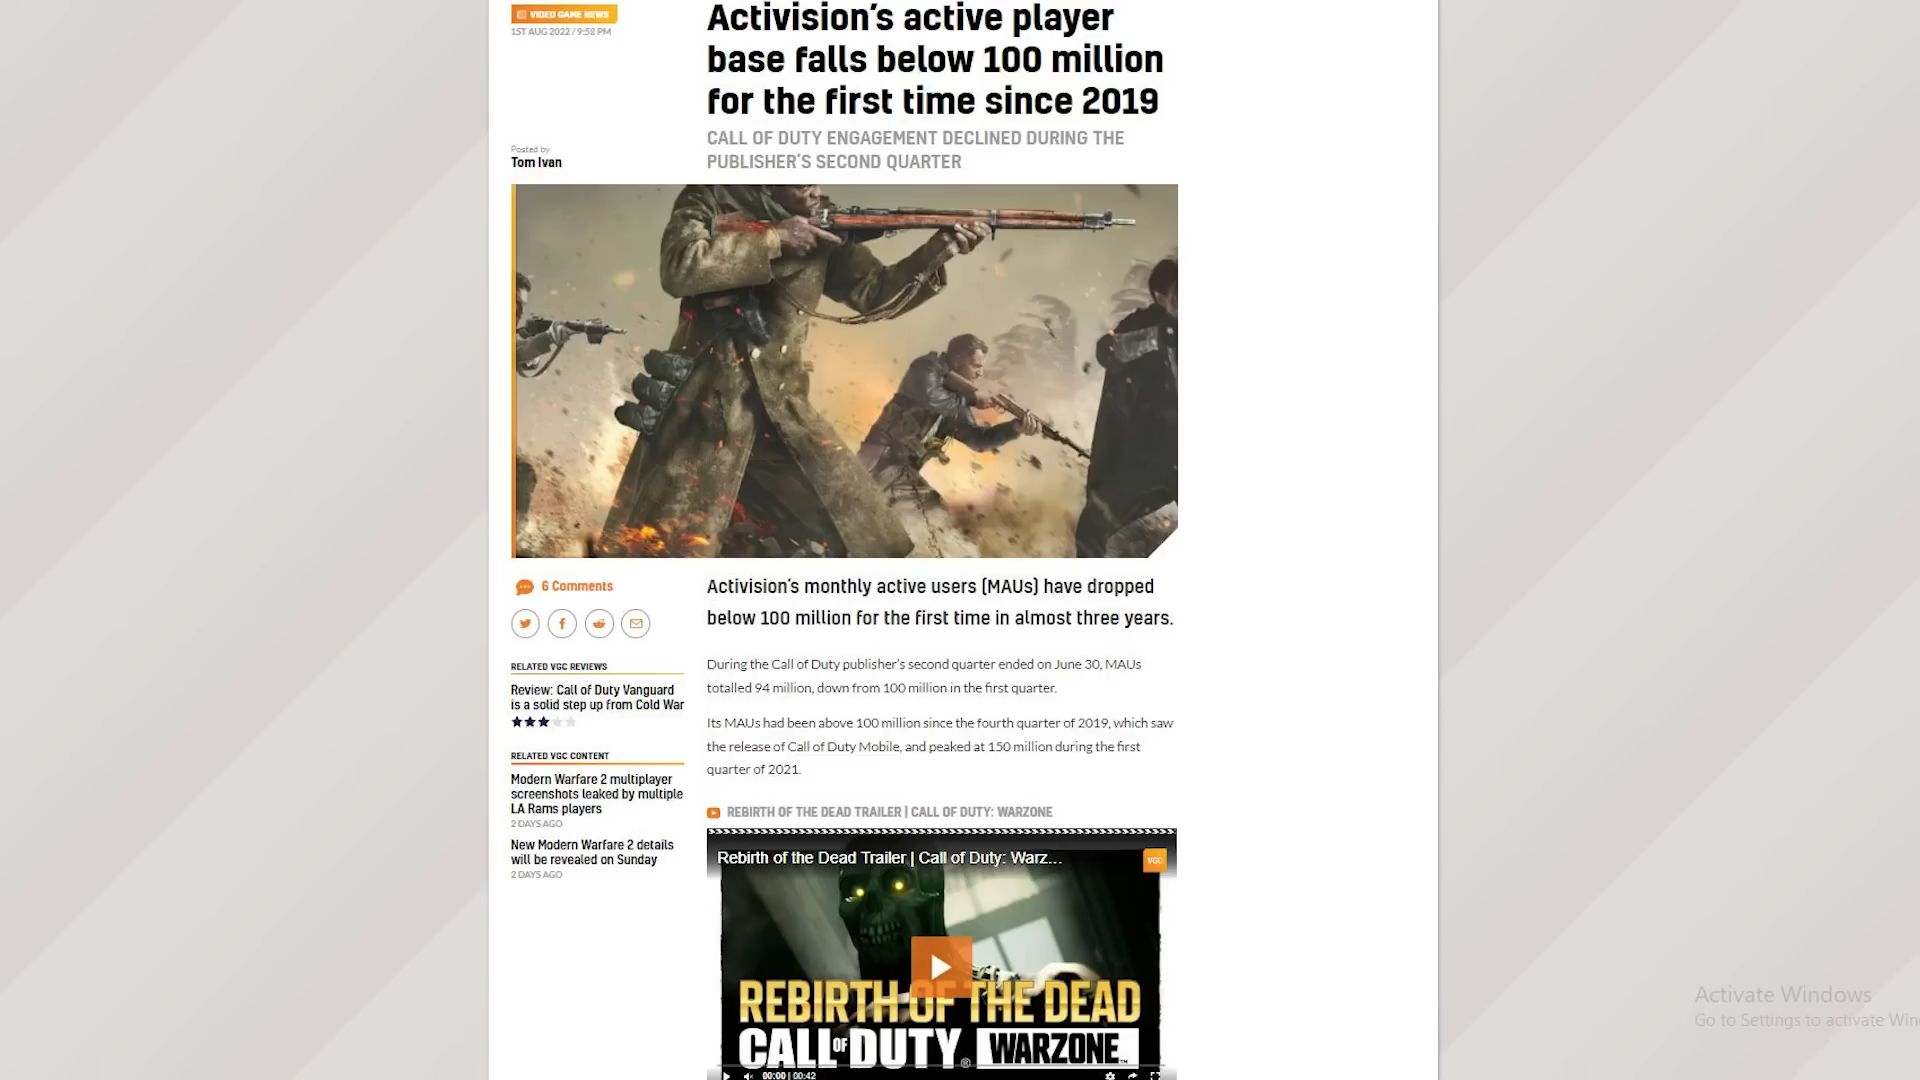 VIDEO GAME NEWS
1ST AUG 2022 / 9:58 PM
Activision's active player
base falls below 100 million
for the first time since 2019
CALL OF DUTY ENGAGEMENT DECLINED DURING THE
PUBLISHER'S SECOND QUARTER
Posted by
Tom Ivan
6 Comments
RELATED VGC REVIEWS
Review: Call of Duty Vanguard
is a solid step up from Cold War
RELATED VGC CONTENT
Modern Warfare 2 multiplayer
screenshots leaked by multiple
LA Rams players
2 DAYS AGO
New Modern Warfare 2 details
will be revealed on Sunday
2 DAYS AGO
Activision's monthly active users (MAUs) have dropped
below 100 million for the first time in almost three years.
During the Call of Duty publisher's second quarter ended on June 30, MAUs
totalled 94 million, down from 100 million in the first quarter.
Its MAUs had been above 100 million since the fourth quarter of 2019, which saw
the release of Call of Duty Mobile, and peaked at 150 million during the first
quarter of 2021.
REBIRTH OF THE DEAD TRAILER | CALL OF DUTY: WARZONE
Rebirth of the Dead Trailer | Call of Duty: Warz...
VGC
REBIRTH OF THE DEAD
CALL OF DUTY® WARZONE™
00:00 | 00:42
Activate Windows
Go to Settings to activate Win